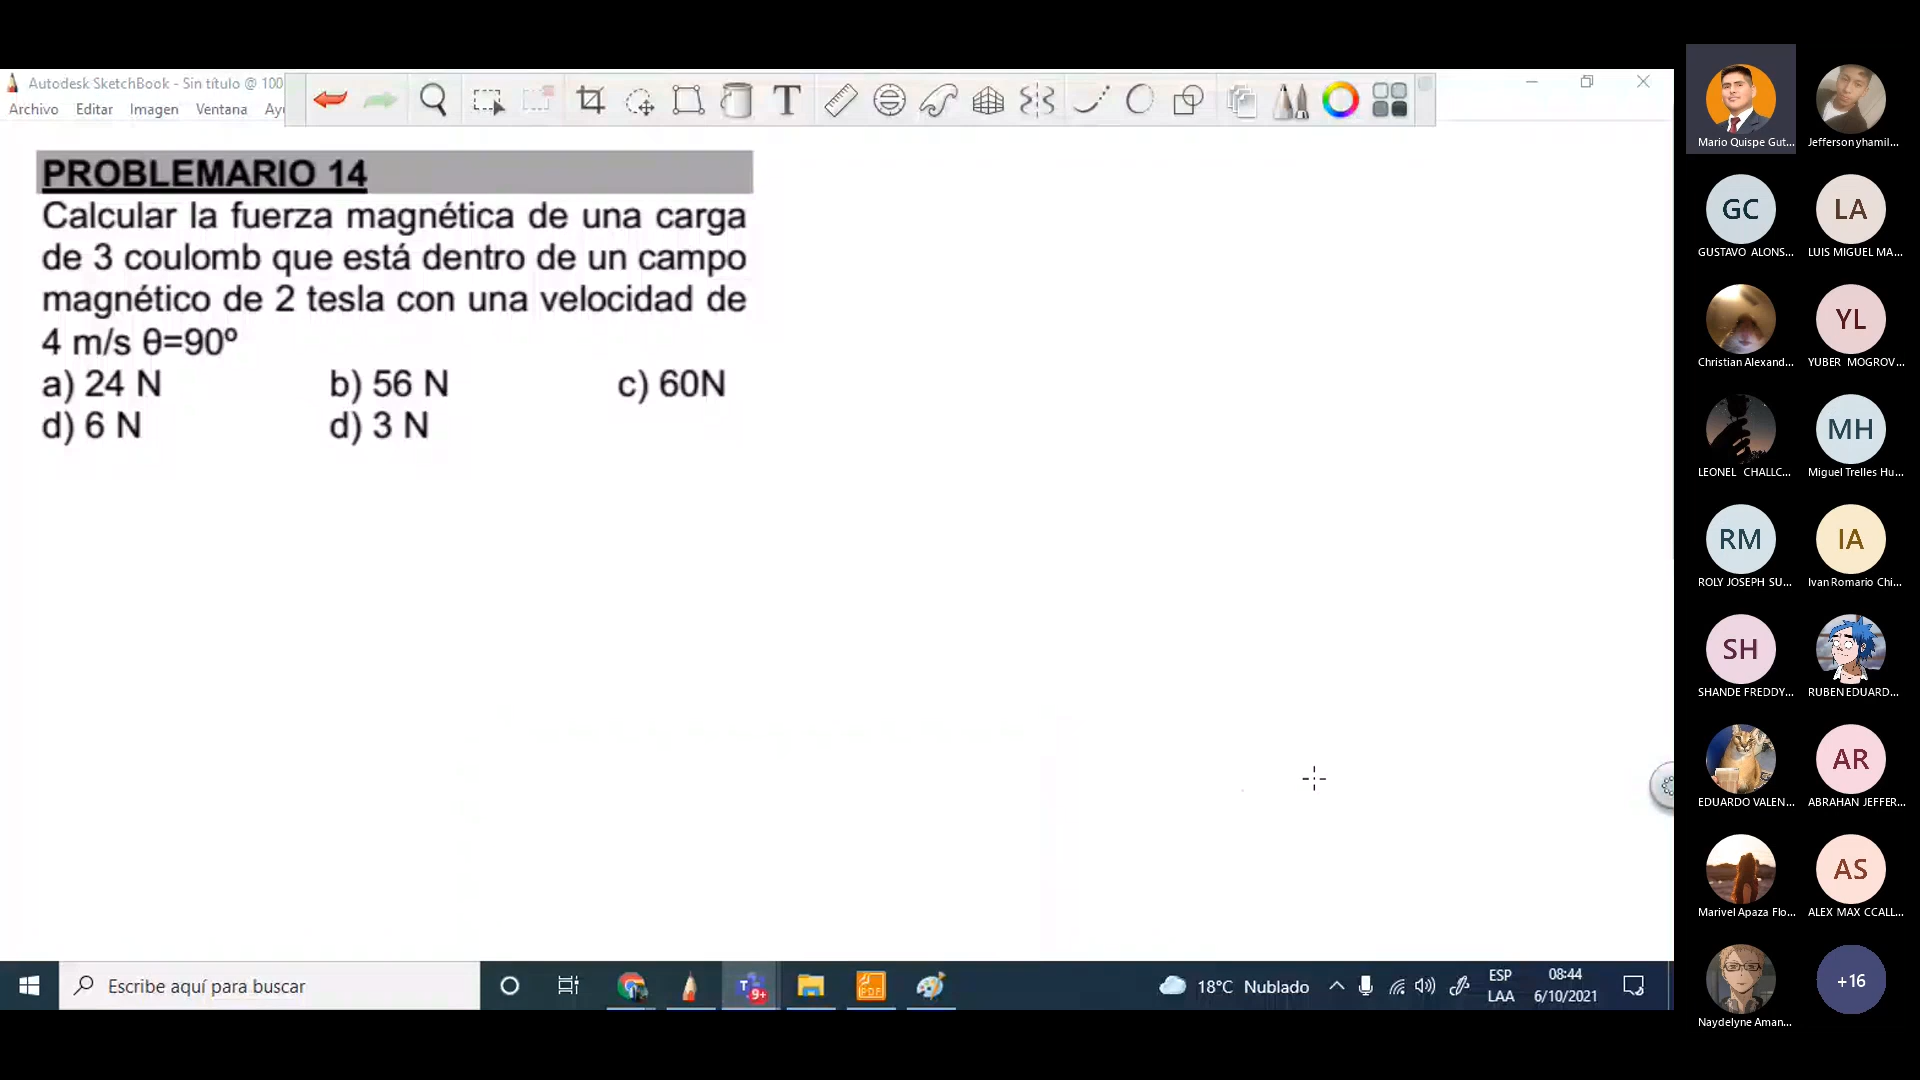 Autodesk SketchBook - Sin título @ 100
Archivo Editar Imagen Ventana Ay
PROBLEMARIO 14
Calcular la fuerza magnética de una carga
de 3 coulomb que está dentro de un campo
magnético de 2 tesla con una velocidad de
4 m/s θ=90º
a) 24 N b) 56 N c) 60N
d) 6 N d) 3 N
Mario Quispe Gut... Jefferson yhamil...
GC LA
GUSTAVO ALONS... LUIS MIGUEL MA...
YL
Christian Alexand... YUBER MOGROV...
MH
LEONEL CHALLC... Miguel Trelles Hu...
RM IA
ROLY JOSEPH SU... Ivan Romario Chi...
SH
SHANDE FREDDY... RUBEN EDUARD...
AR
EDUARDO VALEN... ABRAHAN JEFFER...
AS
Marivel Apaza Flo... ALEX MAX CCALL...
+16
Naydelyne Aman...
Escribe aquí para buscar
T 9+
PDF
18°C Nublado
ESP
LAA
08:44
6/10/2021